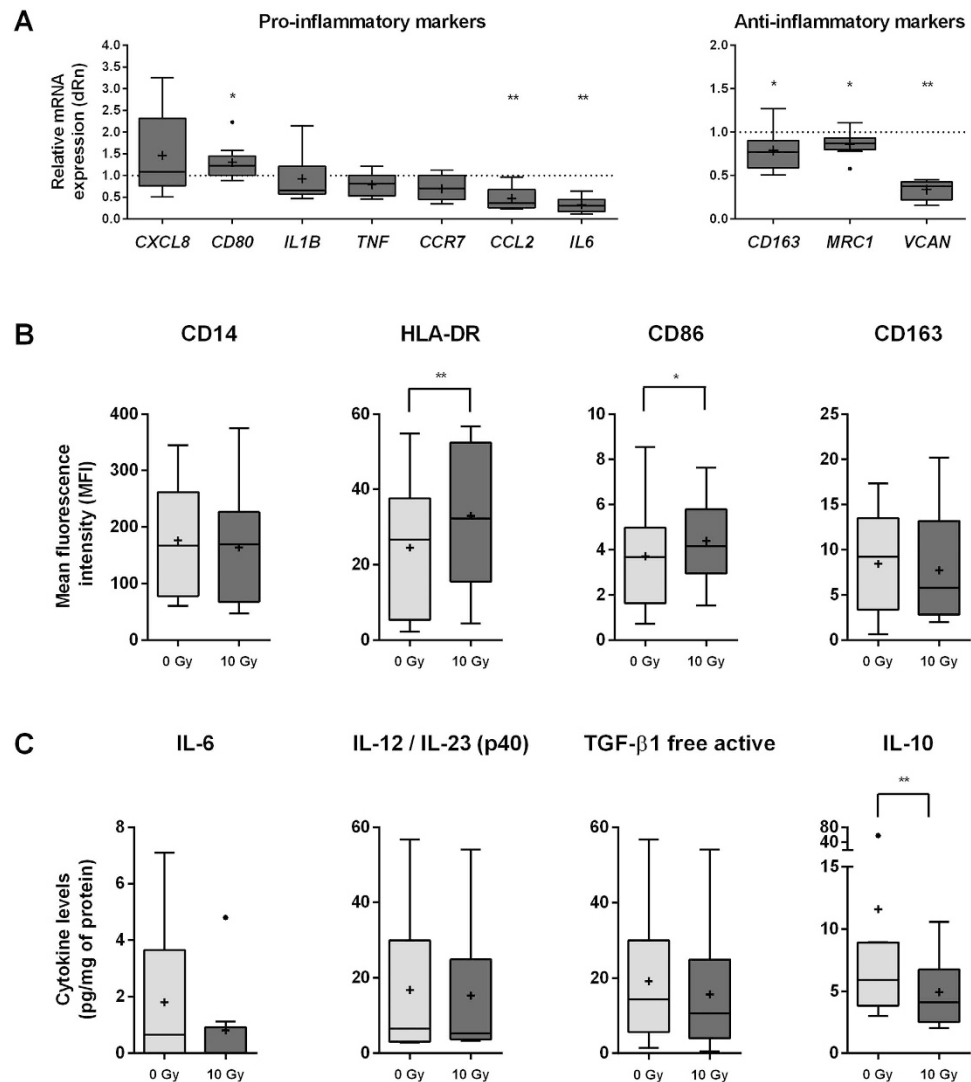 A
Pro-inflammatory markers
Anti-inflammatory markers
Relative mRNA
expression (dRn)
4.0
3.5
3.0
2.5
2.0
1.5
1.0
0.5
0.0
*
**
**
CXCL8 CD80 IL1B TNF CCR7 CCL2 IL6
2.0
1.5
1.0
0.5
0.0
*
*
**
CD163 MRC1 VCAN
B
CD14
HLA-DR
CD86
CD163
Mean fluorescence
intensity (MFI)
400
300
200
100
0
0 Gy 10 Gy
**
60
40
20
0
0 Gy 10 Gy
*
10
8
6
4
2
0
0 Gy 10 Gy
25
20
15
10
5
0
0 Gy 10 Gy
C
IL-6
IL-12 / IL-23 (p40)
TGF-β1 free active
IL-10
Cytokine levels
(pg/mg of protein)
8
6
4
2
0
0 Gy 10 Gy
60
40
20
0
0 Gy 10 Gy
60
40
20
0
0 Gy 10 Gy
**
80
40
15
10
5
0
0 Gy 10 Gy